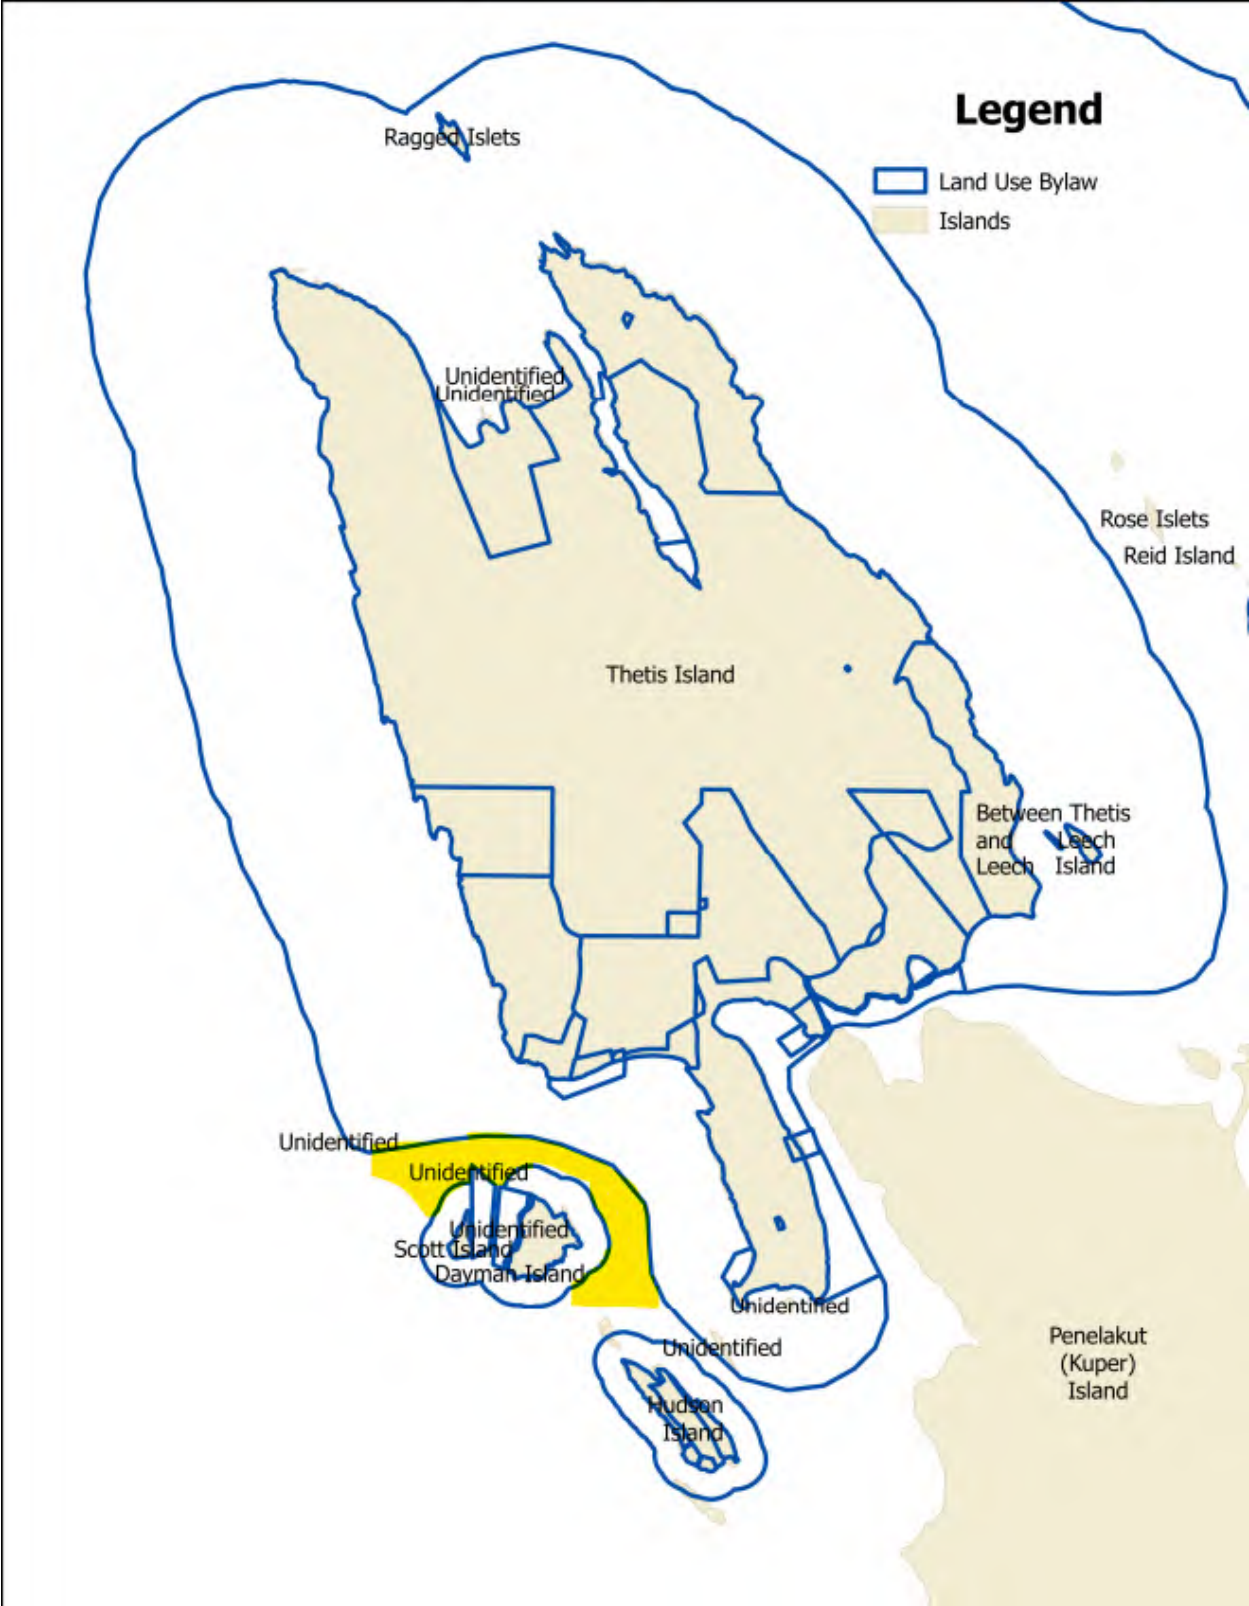 Legend
Ragged Islets
Land Use Bylaw
Islands
Unidentified
Unidentified
Rose Islets
Reid Island
Thetis Island
Between Thetis
and Leech
Leech Island
Unidentified
Unidentified
Unidentified
Scott Island
Dayman Island
Unidentified
Unidentified
Penelakut
(Kuper)
Island
Hudson
Island